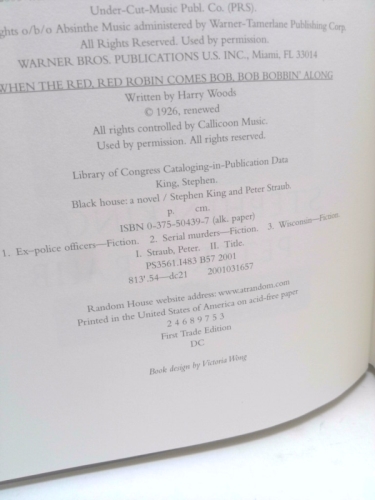 Under-Cut-Music Publ. Co. (PRS).
ghts o/b/o Absinthe Music administered by Warner-Tamerlane Publishing Corp.
All Rights Reserved. Used by permission.
WARNER BROS. PUBLICATIONS U.S. INC., Miami, FL 33014
WHEN THE RED, RED ROBIN COMES BOB, BOB BOBBIN' ALONG
Written by Harry Woods
© 1926, renewed
All rights controlled by Callicoon Music.
Used by permission. All rights reserved.
Library of Congress Cataloging-in-Publication Data
King, Stephen.
Black house: a novel / Stephen King and Peter Straub.
p. cm.
ISBN 0-375-50439-7 (alk. paper)
1. Ex-police officers—Fiction. 2. Serial murders—Fiction. 3. Wisconsin—Fiction.
I. Straub, Peter. II. Title.
PS3561.I483 B57 2001
813'.54—dc21 2001031657
Random House website address: www.atrandom.com
Printed in the United States of America on acid-free paper
2 4 6 8 9 7 5 3
First Trade Edition
DC
Book design by Victoria Wong